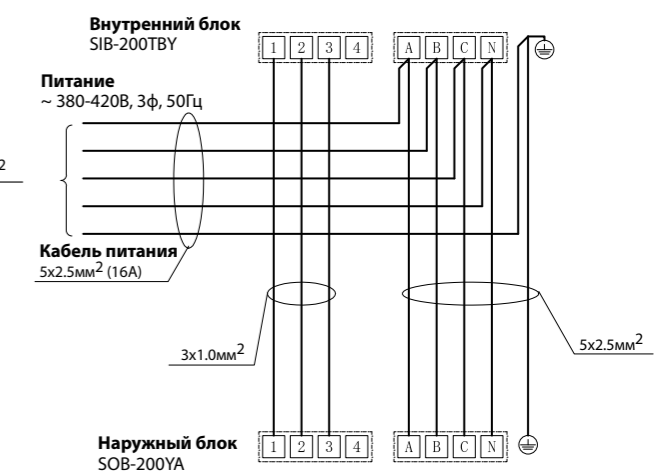 Внутренний блок
SIB-200TBY
1 2 3 4 A B C N
Питание
~ 380-420В, 3ф, 50Гц
2
Кабель питания
5x2.5мм2 (16А)
3x1.0мм2
5x2.5мм2
Наружный блок
SOB-200YA
1 2 3 4 A B C N